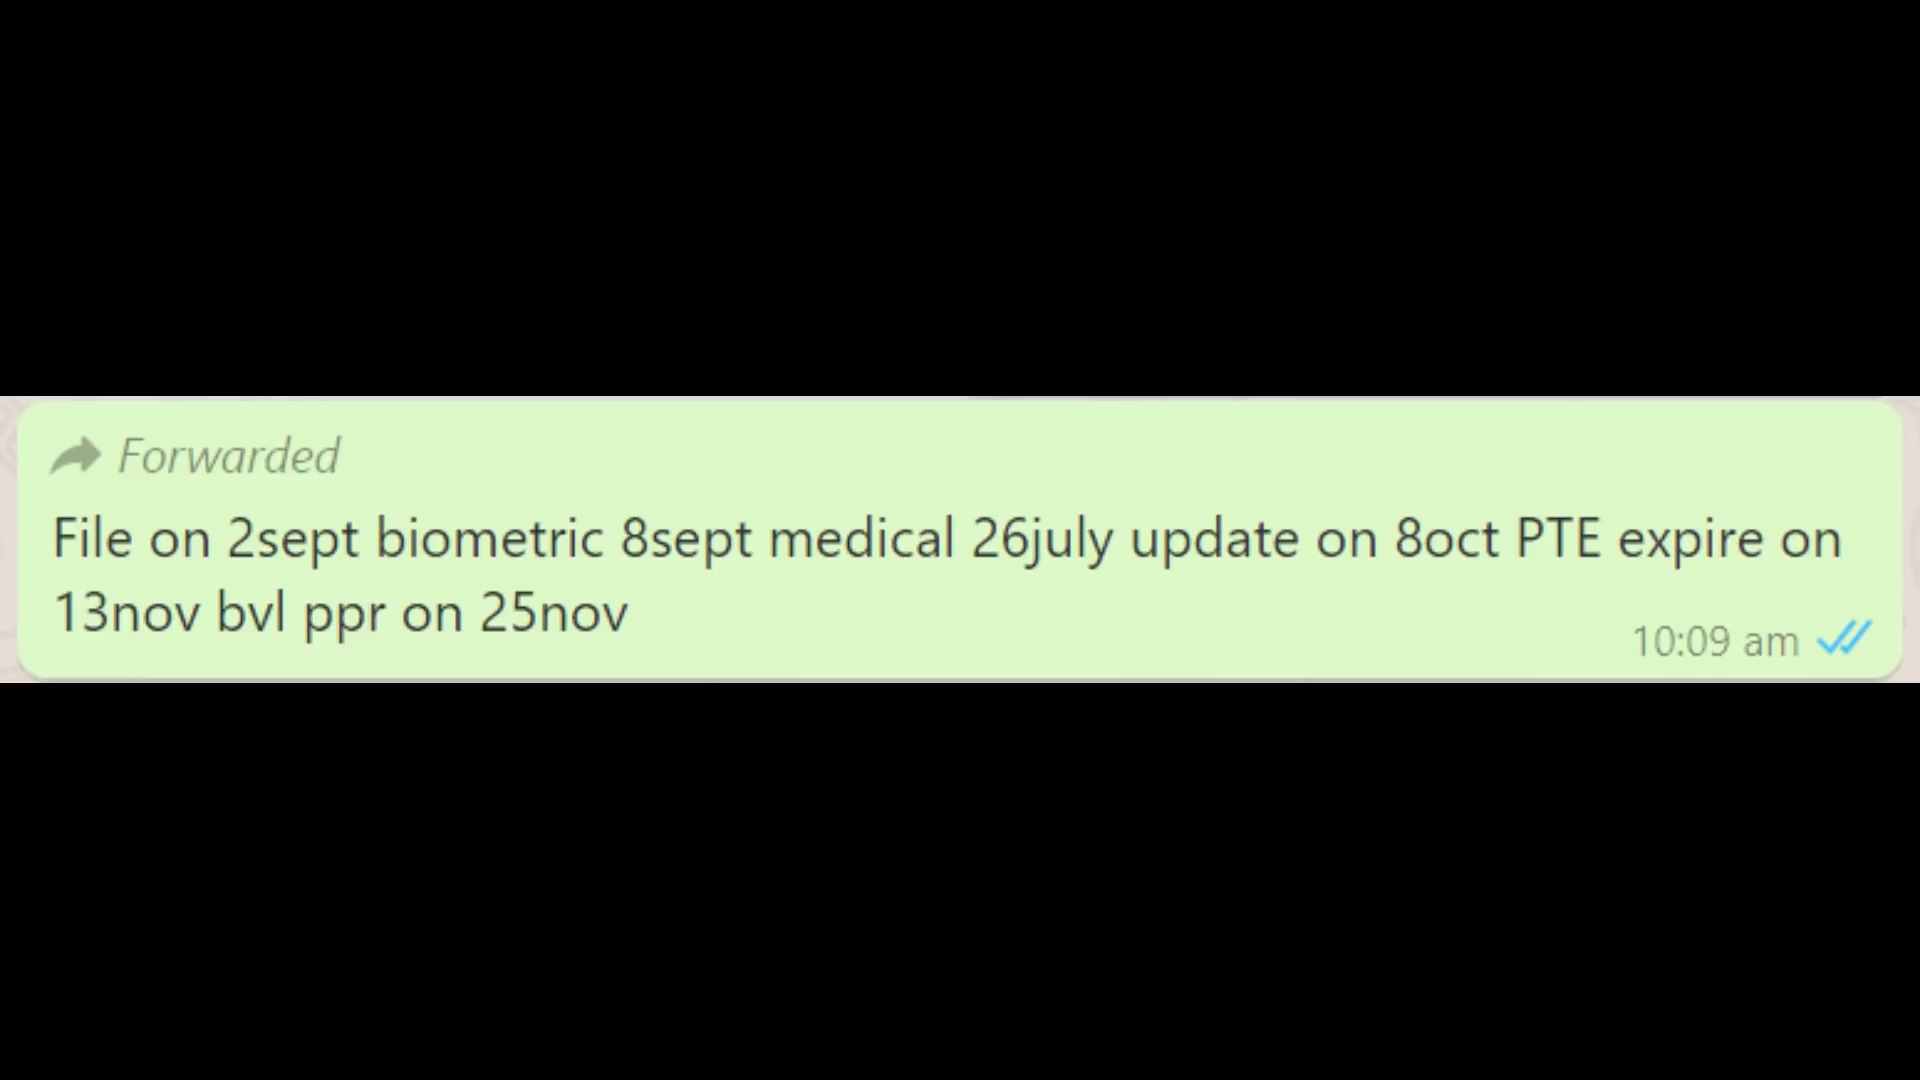 Forwarded
File on 2sept biometric 8sept medical 26july update on 8oct PTE expire on
13nov bvl ppr on 25nov
10:09 am